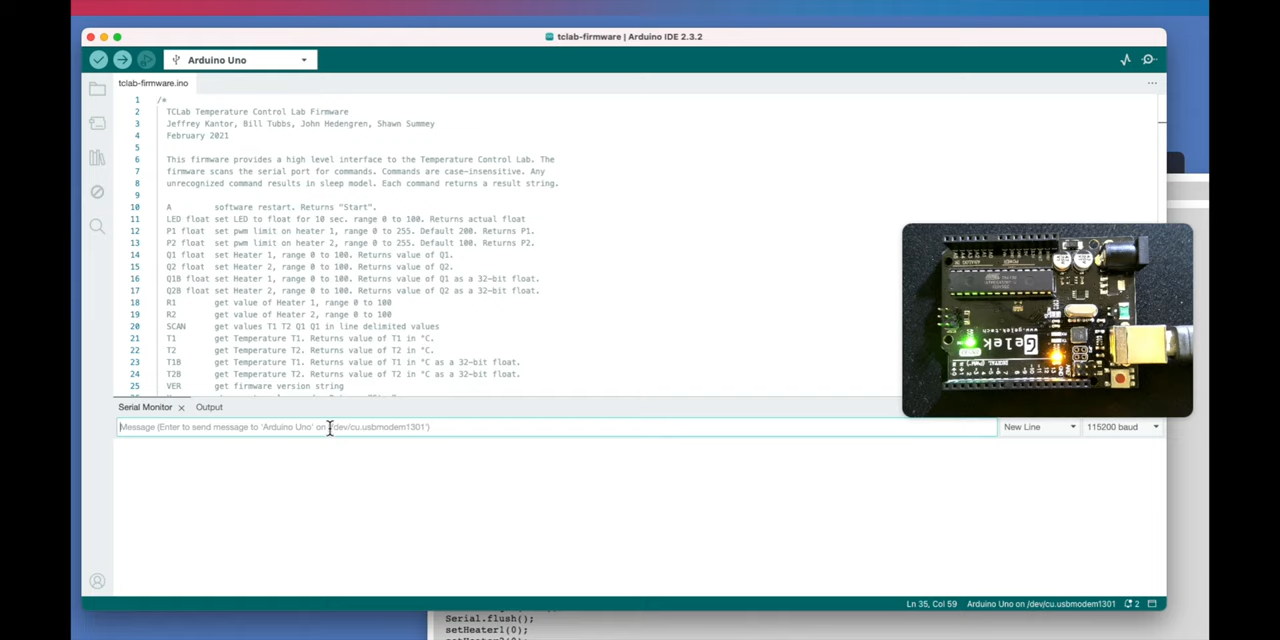 tclab-firmware | Arduino IDE 2.3.2
Arduino Uno
tclab-firmware.ino
1 /*
2 TCLab Temperature Control Lab Firmware
3 Jeffrey Kantor, Bill Tubbs, John Hedengren, Shawn Summey
4 February 2021
5
6 This firmware provides a high level interface to the Temperature Control Lab. The
7 firmware scans the serial port for commands. Commands are case-insensitive. Any
8 unrecognized command results in sleep model. Each command returns a result string.
9
10 A software restart. Returns "Start".
11 LED float set LED to float for 10 sec. range 0 to 100. Returns actual float
12 P1 float set pwm limit on heater 1, range 0 to 255. Default 200. Returns P1.
13 P2 float set pwm limit on heater 2, range 0 to 255. Default 100. Returns P2.
14 Q1 float set Heater 1, range 0 to 100. Returns value of Q1.
15 Q2 float set Heater 2, range 0 to 100. Returns value of Q2.
16 Q1B float set Heater 1, range 0 to 100. Returns value of Q1 as a 32-bit float.
17 Q2B float set Heater 2, range 0 to 100. Returns value of Q2 as a 32-bit float.
18 R1 get value of Heater 1, range 0 to 100
19 R2 get value of Heater 2, range 0 to 100
20 SCAN get values T1 T2 Q1 Q1 in line delimited values
21 T1 get Temperature T1. Returns value of T1 in °C.
22 T2 get Temperature T2. Returns value of T2 in °C.
23 T1B get Temperature T1. Returns value of T1 in °C as a 32-bit float.
24 T2B get Temperature T2. Returns value of T2 in °C as a 32-bit float.
25 VER get firmware version string
Serial Monitor Output
Message (Enter to send message to 'Arduino Uno' on '/dev/cu.usbmodem1301')
New Line 115200 baud
Gelek
www.gelek.tech
POWER
DIGITAL
Ln 35, Col 59 Arduino Uno on /dev/cu.usbmodem1301 2
Serial.flush();
setHeater1(0);